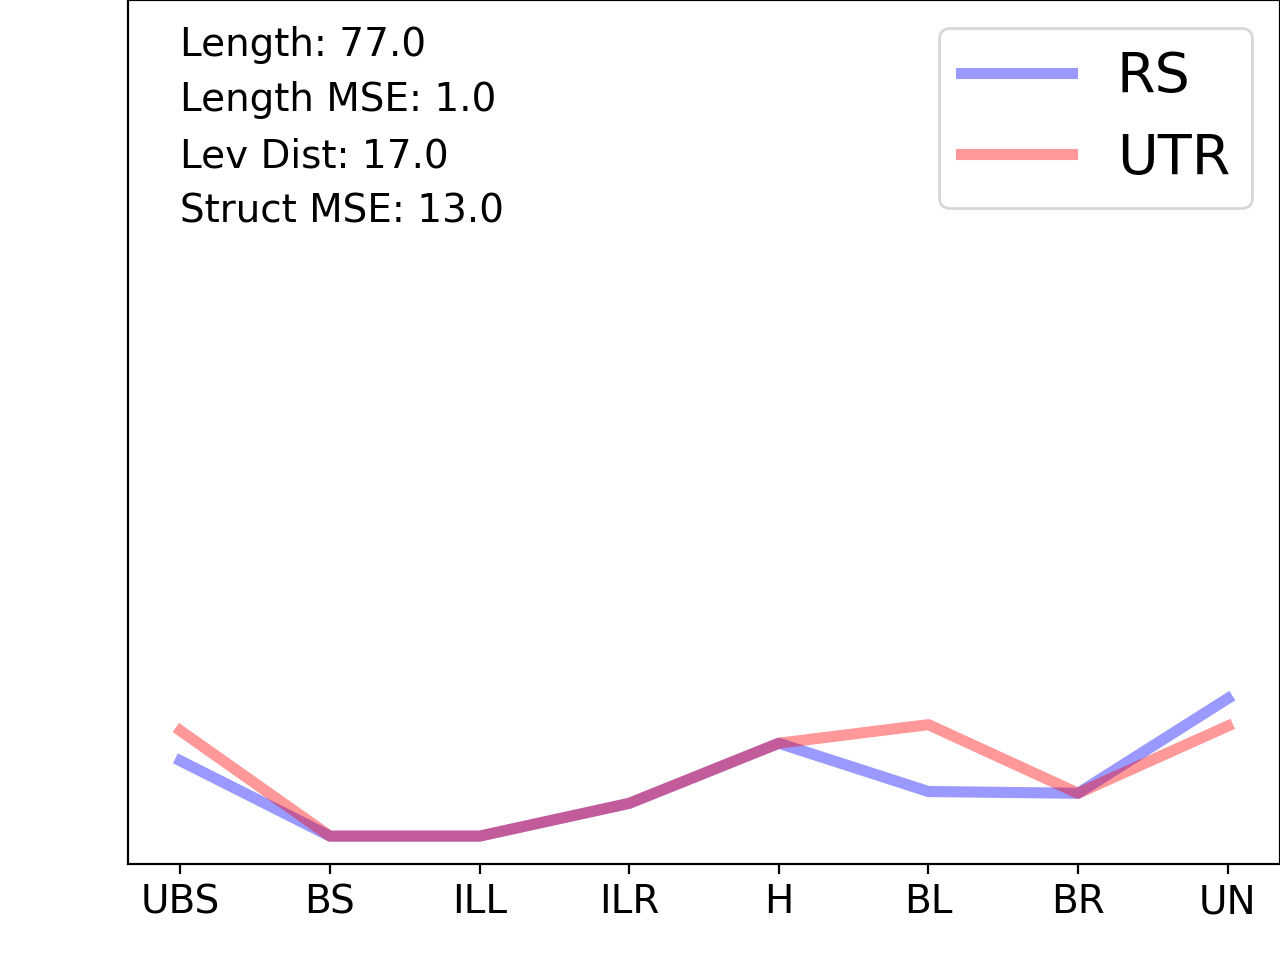 Length: 77.0
Length MSE: 1.0
Lev Dist: 17.0
Struct MSE: 13.0
RS
UTR
UBS BS ILL ILR H BL BR UN